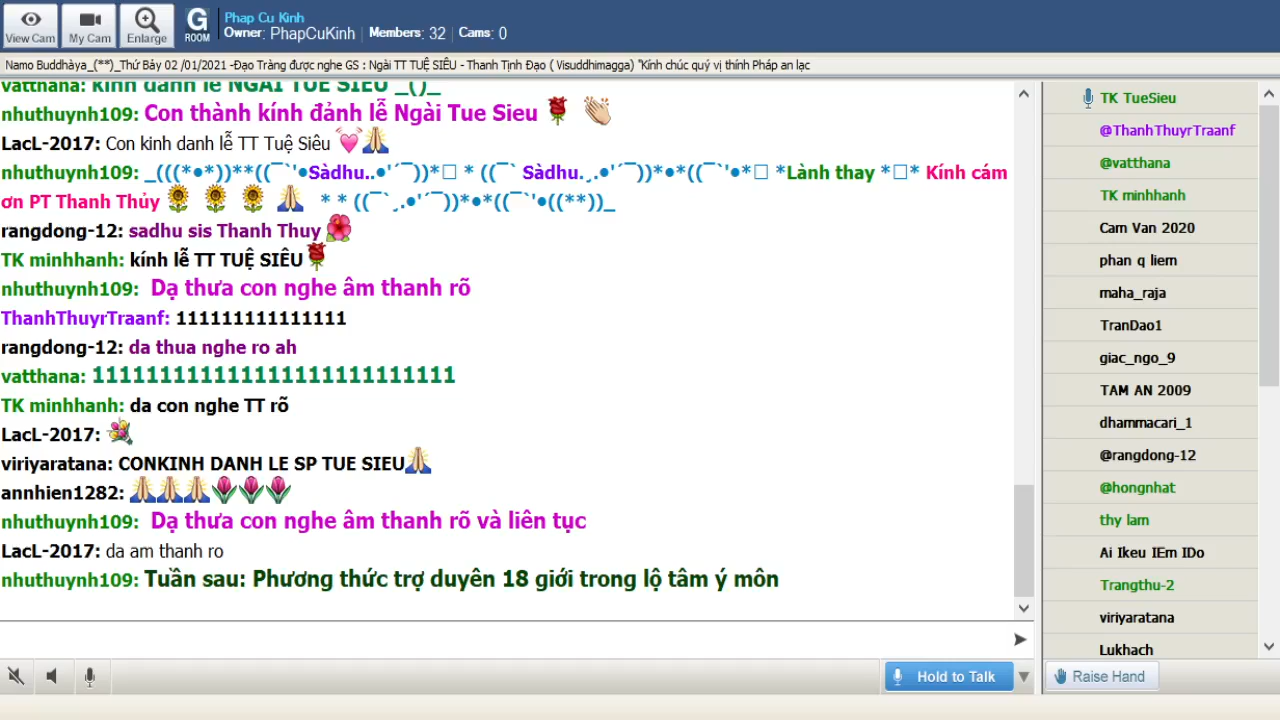 View Cam
My Cam
Enlarge
G
ROOM
Phap Cu Kinh
Owner: PhapCuKinh
Members: 32
Cams: 0
Namo Buddhàya_(**)_Thứ Bảy 02 /01/2021 -Đạo Tràng được nghe GS : Ngài TT TUỆ SIÊU - Thanh Tịnh Đạo ( Visuddhimagga) "Kính chúc quý vị thính Pháp an lạc
vatthana: kính đảnh lễ NGÀI TUỆ SIÊU _()_
nhuthuynh109: Con thành kính đảnh lễ Ngài Tue Sieu
LacL-2017: Con kinh danh lễ TT Tuệ Siêu
nhuthuynh109: _(((*•*))**((¯`'•Sàdhu..•'´¯))*□ * ((¯` Sàdhu.¸.•'´¯))*•*((¯`'•*□ *Lành thay *□* Kính cám
ơn PT Thanh Thủy * * ((¯`¸.•'´¯))*•*((¯`'•((**))_
rangdong-12: sadhu sis Thanh Thuy
TK minhhanh: kính lễ TT TUỆ SIÊU
nhuthuynh109: Dạ thưa con nghe âm thanh rõ
ThanhThuyrTraanf: 111111111111111
rangdong-12: da thua nghe ro ah
vatthana: 111111111111111111111111111
TK minhhanh: da con nghe TT rõ
LacL-2017:
viriyaratana: CONKINH DANH LE SP TUE SIEU
annhien1282:
nhuthuynh109: Dạ thưa con nghe âm thanh rõ và liên tục
LacL-2017: da am thanh ro
nhuthuynh109: Tuần sau: Phương thức trợ duyên 18 giới trong lộ tâm ý môn
Hold to Talk
TK TueSieu
@ThanhThuyrTraanf
@vatthana
TK minhhanh
Cam Van 2020
phan q liem
maha_raja
TranDao1
giac_ngo_9
TAM AN 2009
dhammacari_1
@rangdong-12
@hongnhat
thy lam
Ai Ikeu IEm IDo
Trangthu-2
viriyaratana
Lukhach
Raise Hand